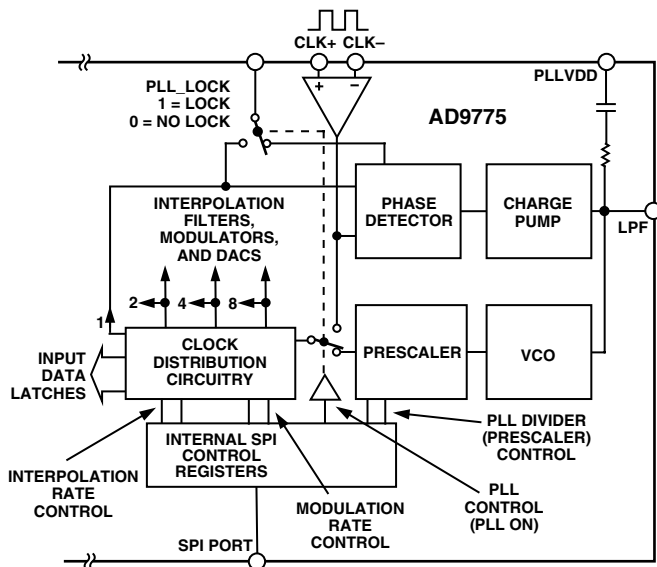 CLK+ CLK–
PLL_LOCK
1 = LOCK
0 = NO LOCK
+ –
PLLVDD
AD9775
INTERPOLATION
FILTERS,
MODULATORS,
AND DACS
PHASE
DETECTOR
CHARGE
PUMP
LPF
2 4 8
1
CLOCK
DISTRIBUTION
CIRCUITRY
PRESCALER
VCO
INPUT
DATA
LATCHES
INTERNAL SPI
CONTROL
REGISTERS
PLL DIVIDER
(PRESCALER)
CONTROL
INTERPOLATION
RATE
CONTROL
MODULATION
RATE
CONTROL
PLL
CONTROL
(PLL ON)
SPI PORT